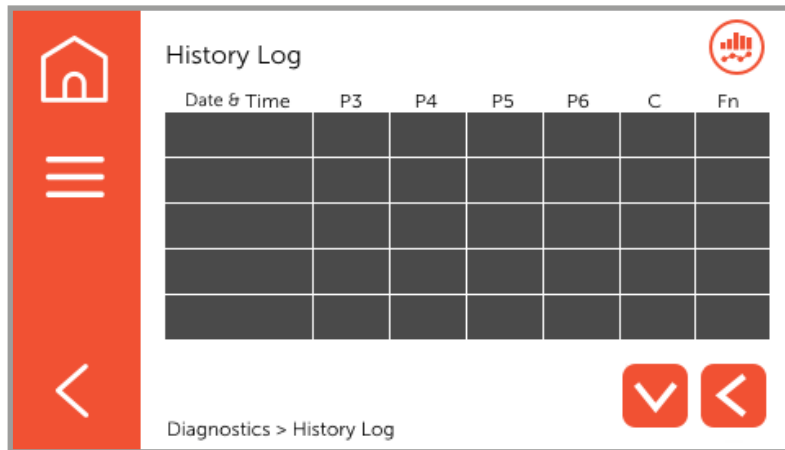 History Log
Date & Time P3 P4 P5 P6 C Fn
Diagnostics > History Log